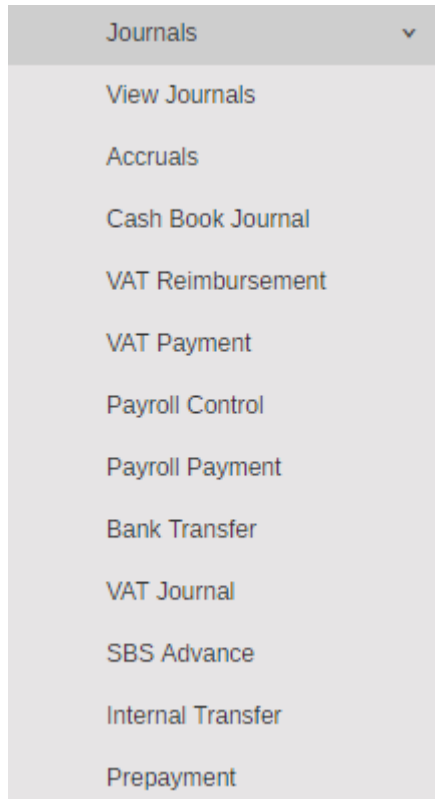 Journals
View Journals
Accruals
Cash Book Journal
VAT Reimbursement
VAT Payment
Payroll Control
Payroll Payment
Bank Transfer
VAT Journal
SBS Advance
Internal Transfer
Prepayment